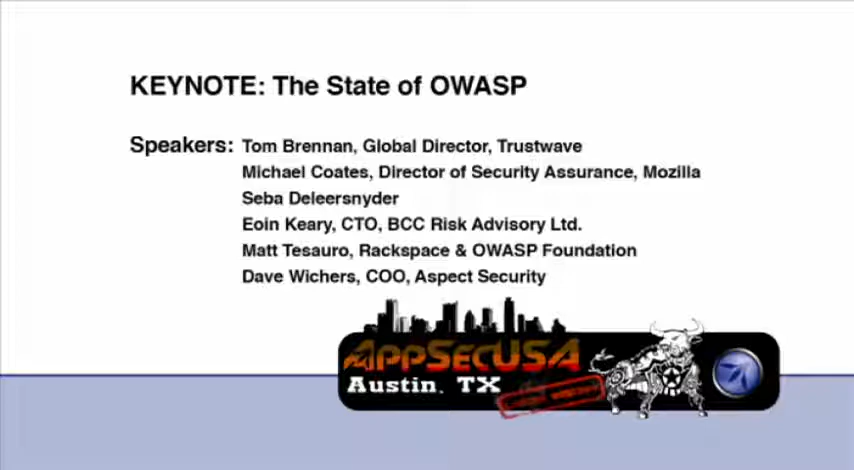 KEYNOTE: The State of OWASP
Speakers: Tom Brennan, Global Director, Trustwave
Michael Coates, Director of Security Assurance, Mozilla
Seba Deleersnyder
Eoin Keary, CTO, BCC Risk Advisory Ltd.
Matt Tesauro, Rackspace & OWASP Foundation
Dave Wichers, COO, Aspect Security
AppSecUSA
Austin, TX